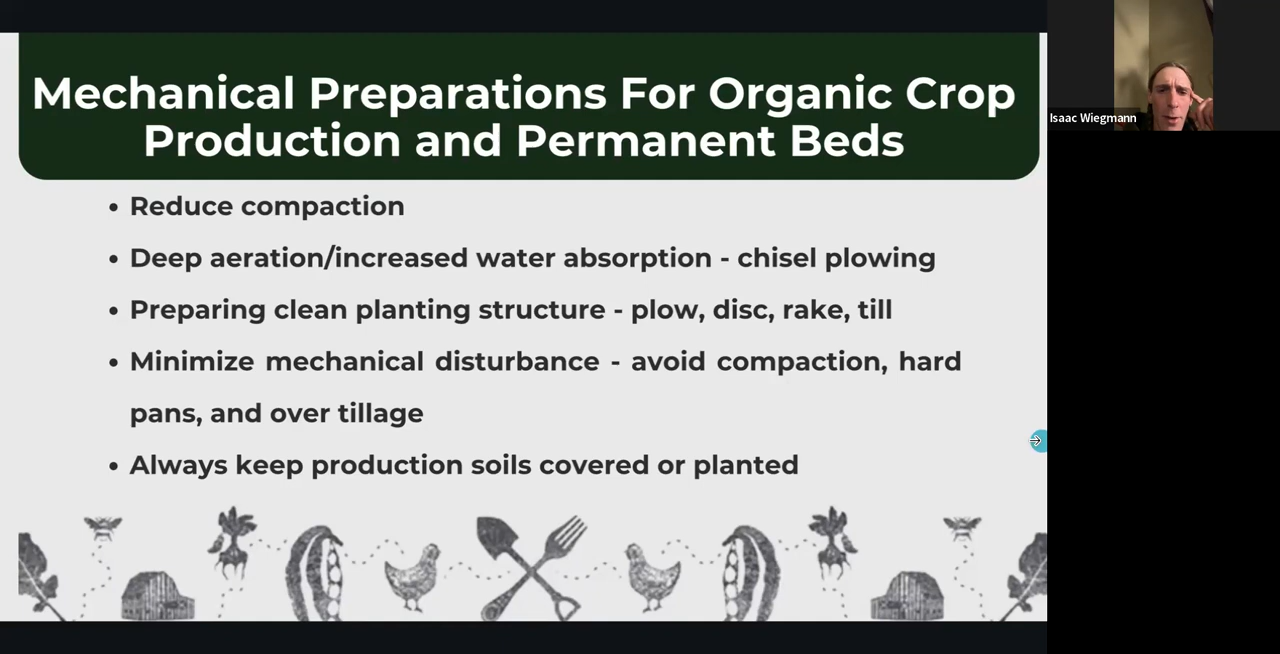 Mechanical Preparations For Organic Crop
Production and Permanent Beds
• Reduce compaction
• Deep aeration/increased water absorption - chisel plowing
• Preparing clean planting structure - plow, disc, rake, till
• Minimize mechanical disturbance - avoid compaction, hard
pans, and over tillage
• Always keep production soils covered or planted
Isaac Wiegmann